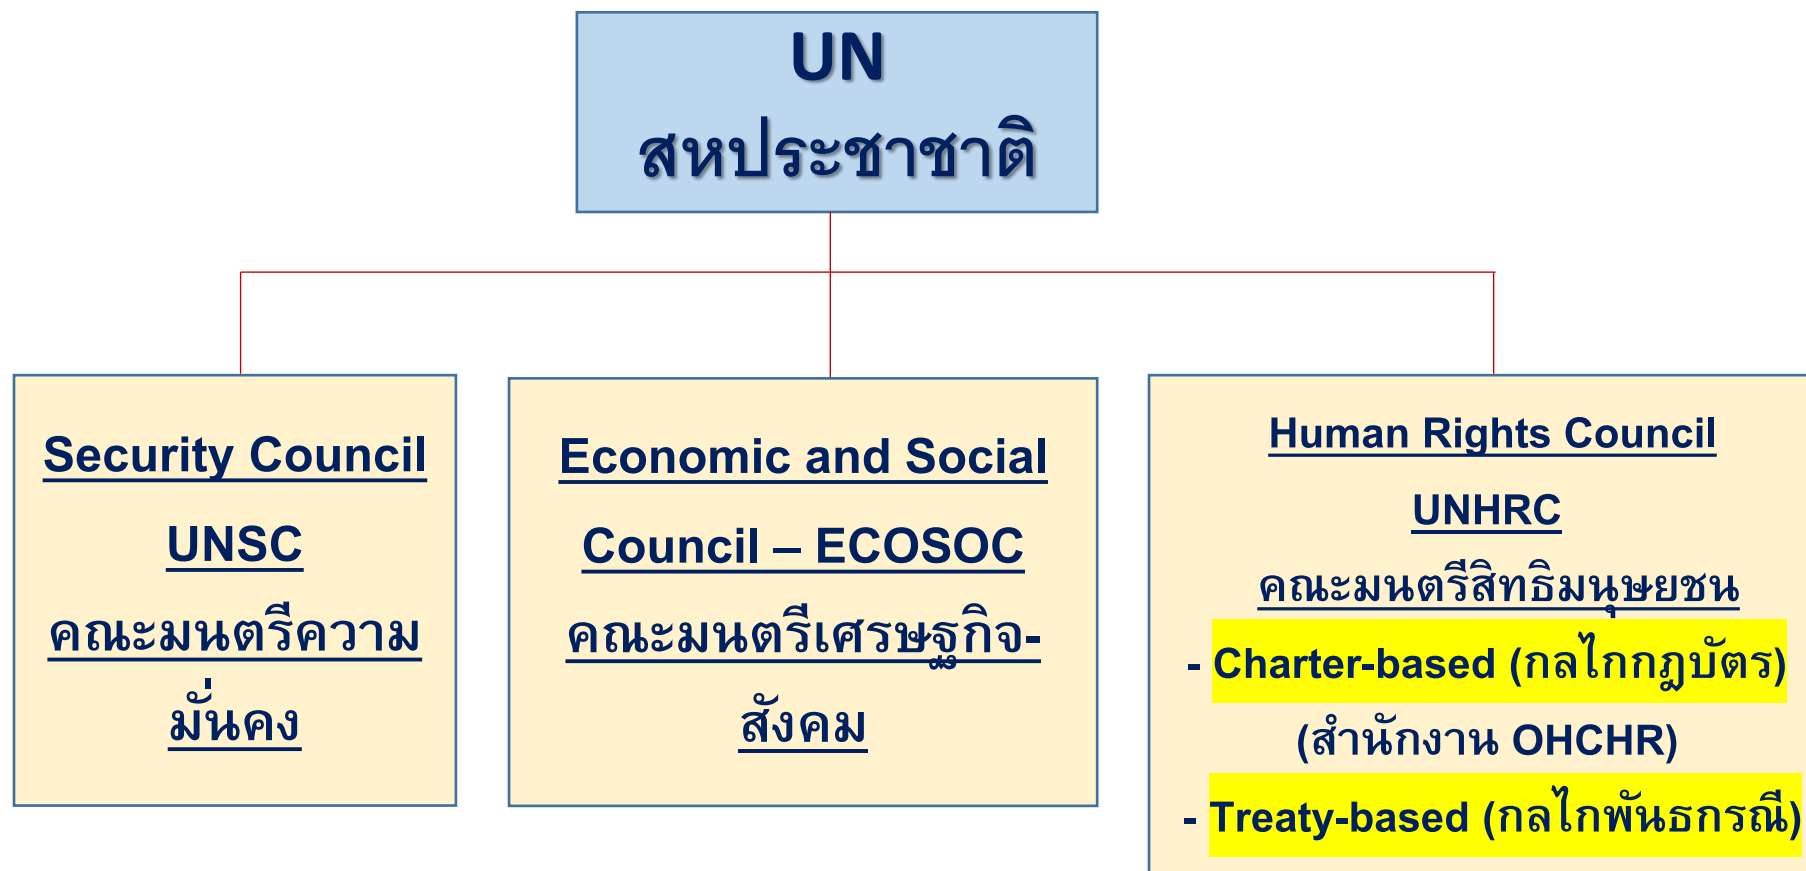 UN
สหประชาชาติ
Security Council
UNSC
คณะมนตรีความ
มั่นคง
Economic and Social
Council – ECOSOC
คณะมนตรีเศรษฐกิจ-
สังคม
Human Rights Council
UNHRC
คณะมนตรีสิทธิมนุษยชน
- Charter-based (กลไกกฎบัตร)
(สำนักงาน OHCHR)
- Treaty-based (กลไกพันธกรณี)